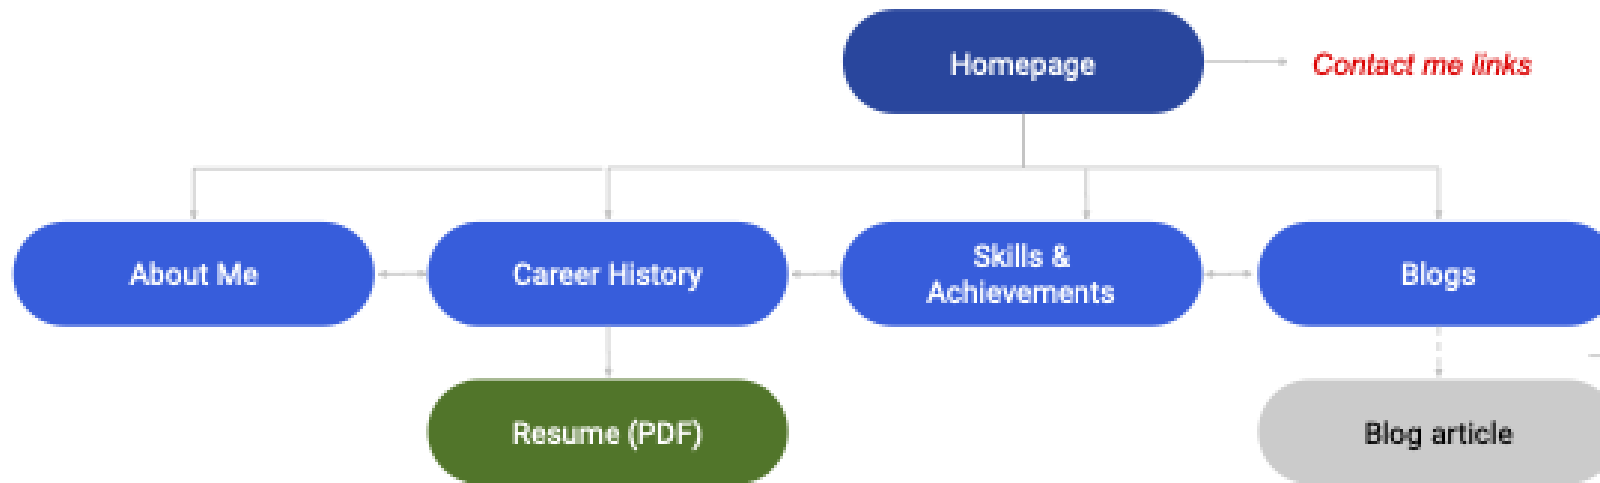 Homepage
Contact me links
About Me
Career History
Skills &
Achievements
Blogs
Resume (PDF)
Blog article